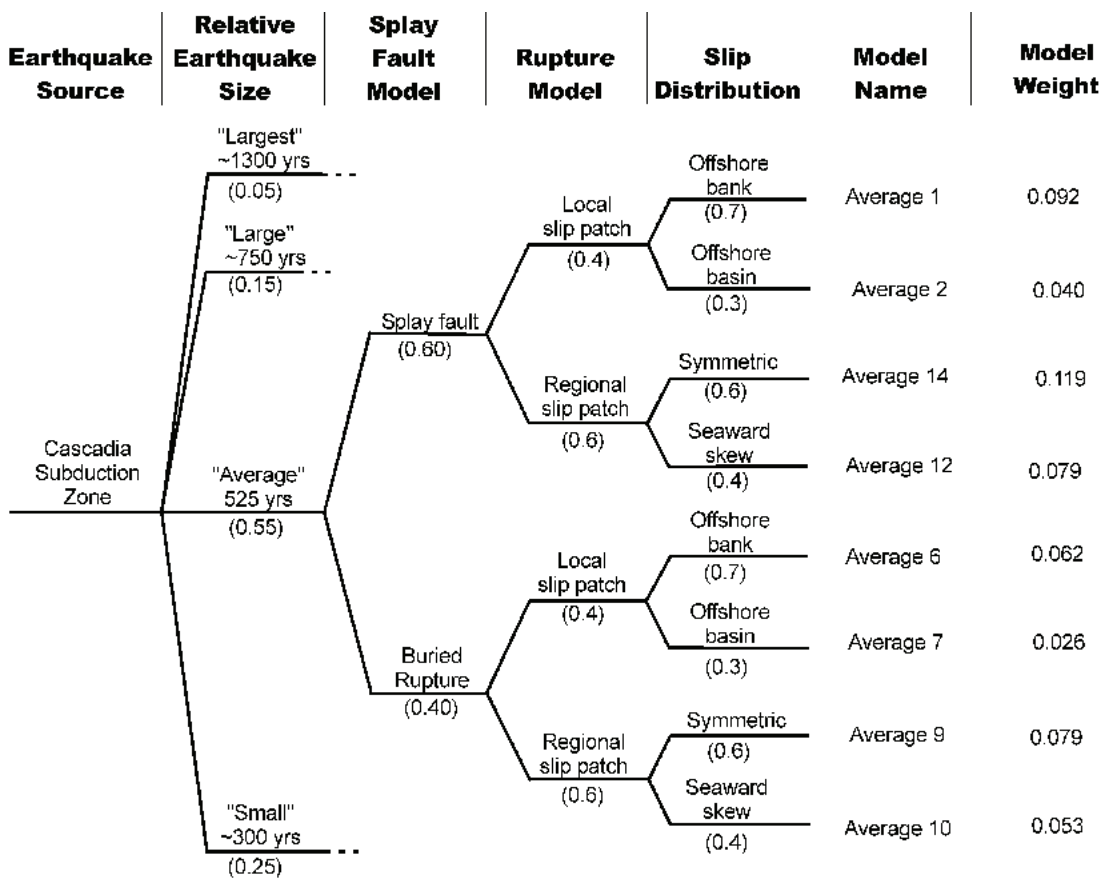 Earthquake
Source
Relative
Earthquake
Size
Splay
Fault
Model
Rupture
Model
Slip
Distribution
Model
Name
Model
Weight
Cascadia
Subduction
Zone
"Largest"
~1300 yrs
(0.05)
"Large"
~750 yrs
(0.15)
"Average"
525 yrs
(0.55)
"Small"
~300 yrs
(0.25)
Splay fault
(0.60)
Buried
Rupture
(0.40)
Local
slip patch
(0.4)
Regional
slip patch
(0.6)
Local
slip patch
(0.4)
Regional
slip patch
(0.6)
Offshore
bank
(0.7)
Average 1
0.092
Offshore
basin
(0.3)
Average 2
0.040
Symmetric
(0.6)
Average 14
0.119
Seaward
skew
(0.4)
Average 12
0.079
Offshore
bank
(0.7)
Average 6
0.062
Offshore
basin
(0.3)
Average 7
0.026
Symmetric
(0.6)
Average 9
0.079
Seaward
skew
(0.4)
Average 10
0.053